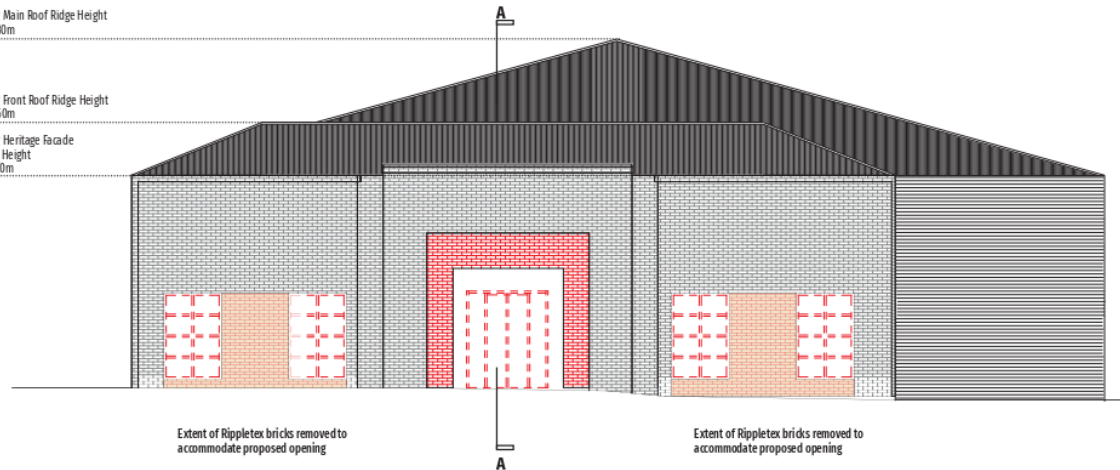 A
Main Roof Ridge Height
0m
Front Roof Ridge Height
0m
Heritage Facade
Height
0m
Extent of Rippletex bricks removed to
accommodate proposed opening
Extent of Rippletex bricks removed to
accommodate proposed opening
A